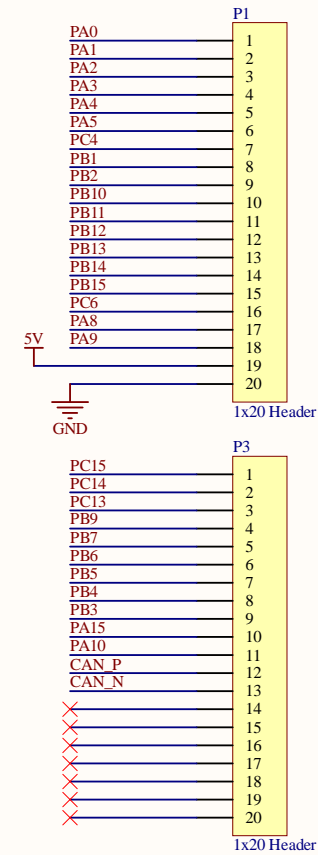 P1
PA0 1
PA1 2
PA2 3
PA3 4
PA4 5
PA5 6
PC4 7
PB1 8
PB2 9
PB10 10
PB11 11
PB12 12
PB13 13
PB14 14
PB15 15
PC6 16
PA8 17
PA9 18
5V 19
20
GND
1x20 Header
P3
PC15 1
PC14 2
PC13 3
PB9 4
PB7 5
PB6 6
PB5 7
PB4 8
PB3 9
PA15 10
PA10 11
CAN_P 12
CAN_N 13
14
15
16
17
18
19
20
1x20 Header